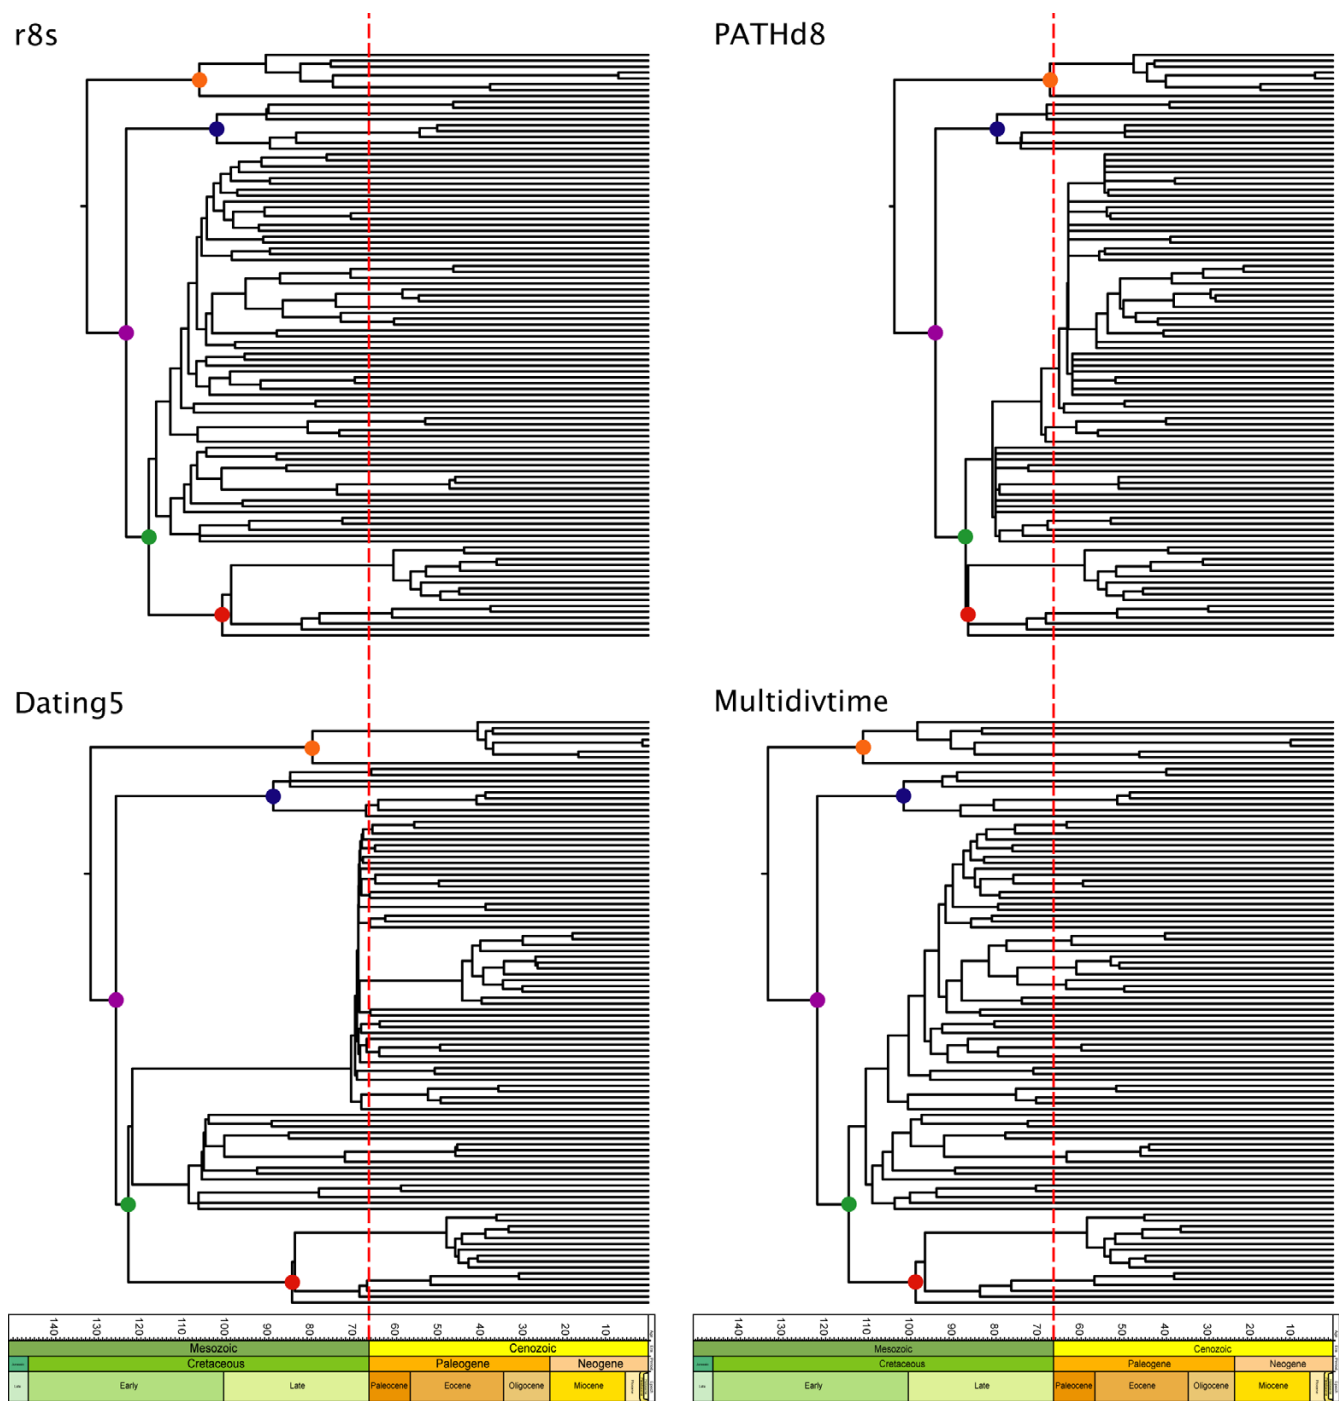 r8s PATHd8
Dating5 Multidivtime
140 130 120 110 100 90 80 70 60 50 40 30 20 10 140 130 120 110 100 90 80 70 60 50 40 30 20 10
Mesozoic Cenozoic Mesozoic Cenozoic
Cretaceous Paleogene Neogene Cretaceous Paleogene Neogene
Late Early Late Paleocene Eocene Oligocene Miocene Late Early Late Paleocene Eocene Oligocene Miocene